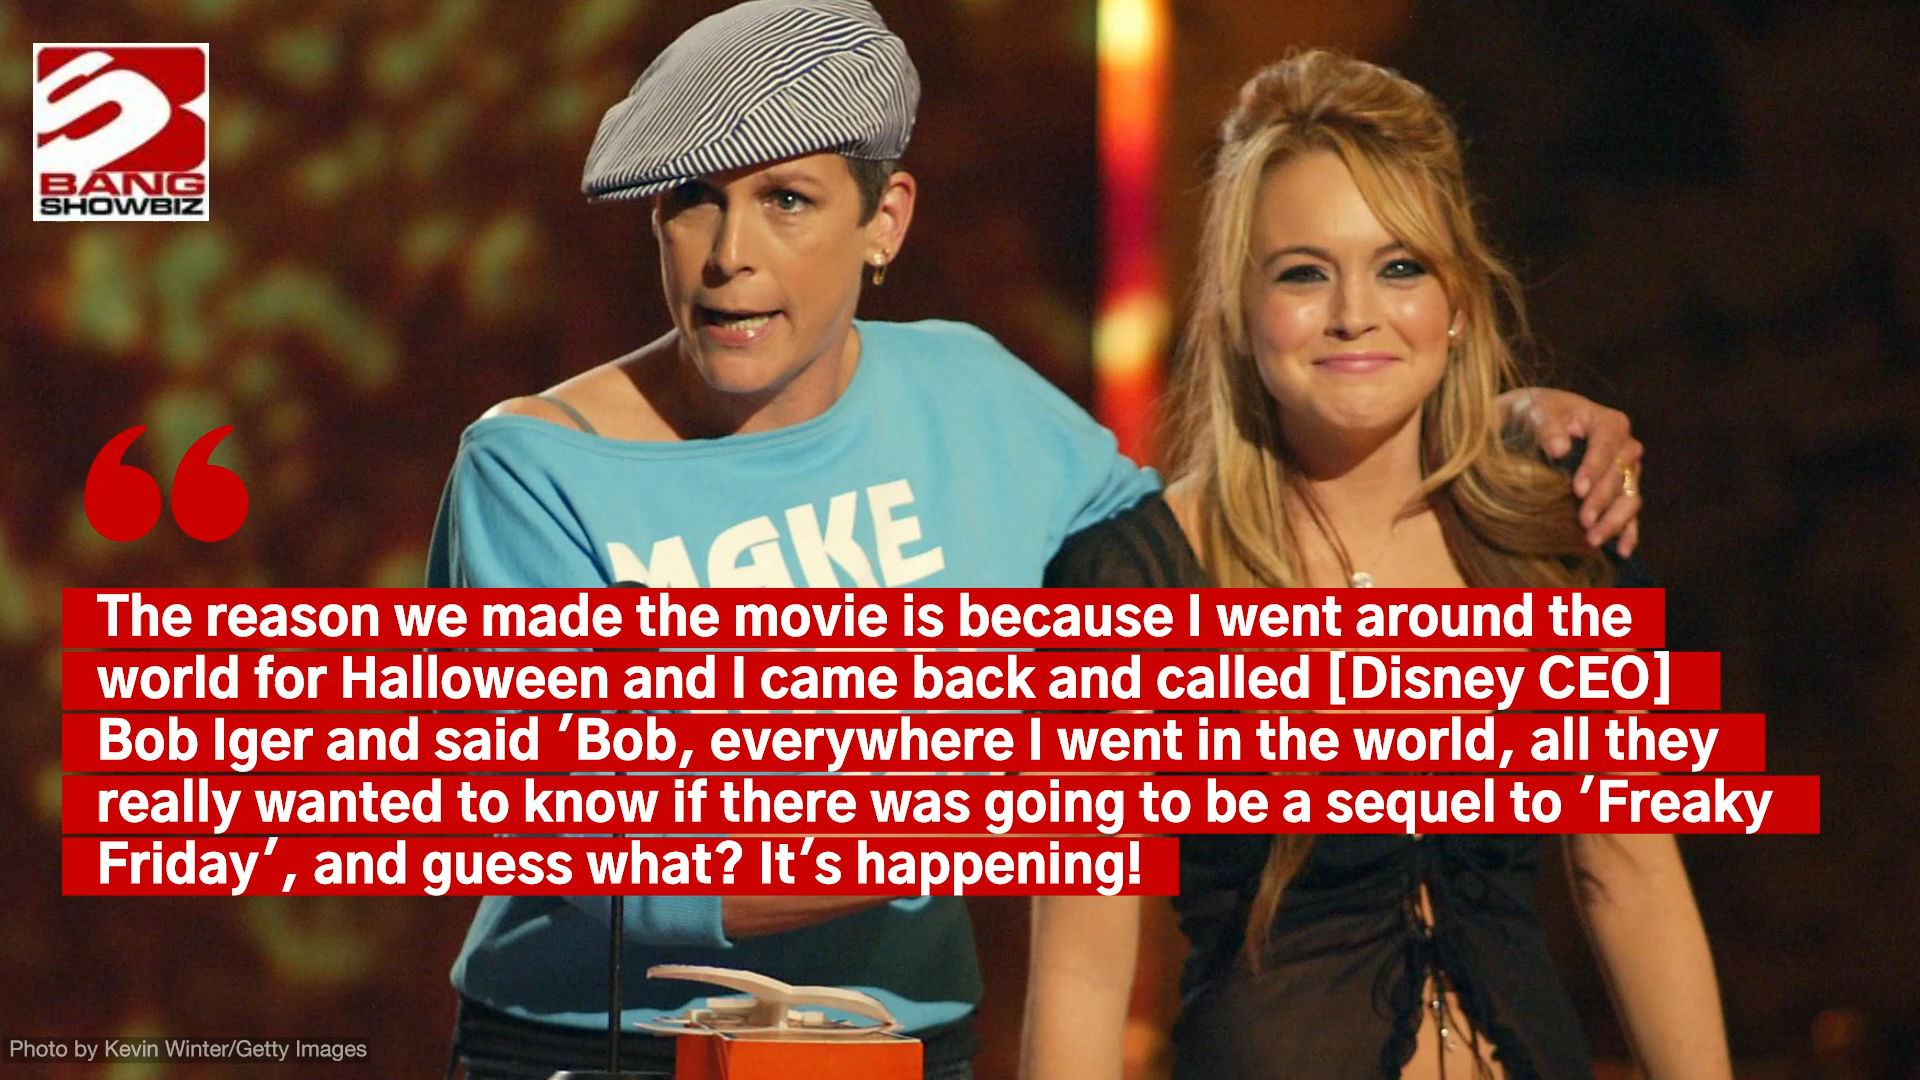 BANG
SHOWBIZ
MAKE
“
The reason we made the movie is because I went around the
world for Halloween and I came back and called [Disney CEO]
Bob Iger and said 'Bob, everywhere I went in the world, all they
really wanted to know if there was going to be a sequel to 'Freaky
Friday', and guess what? It's happening!
Photo by Kevin Winter/Getty Images